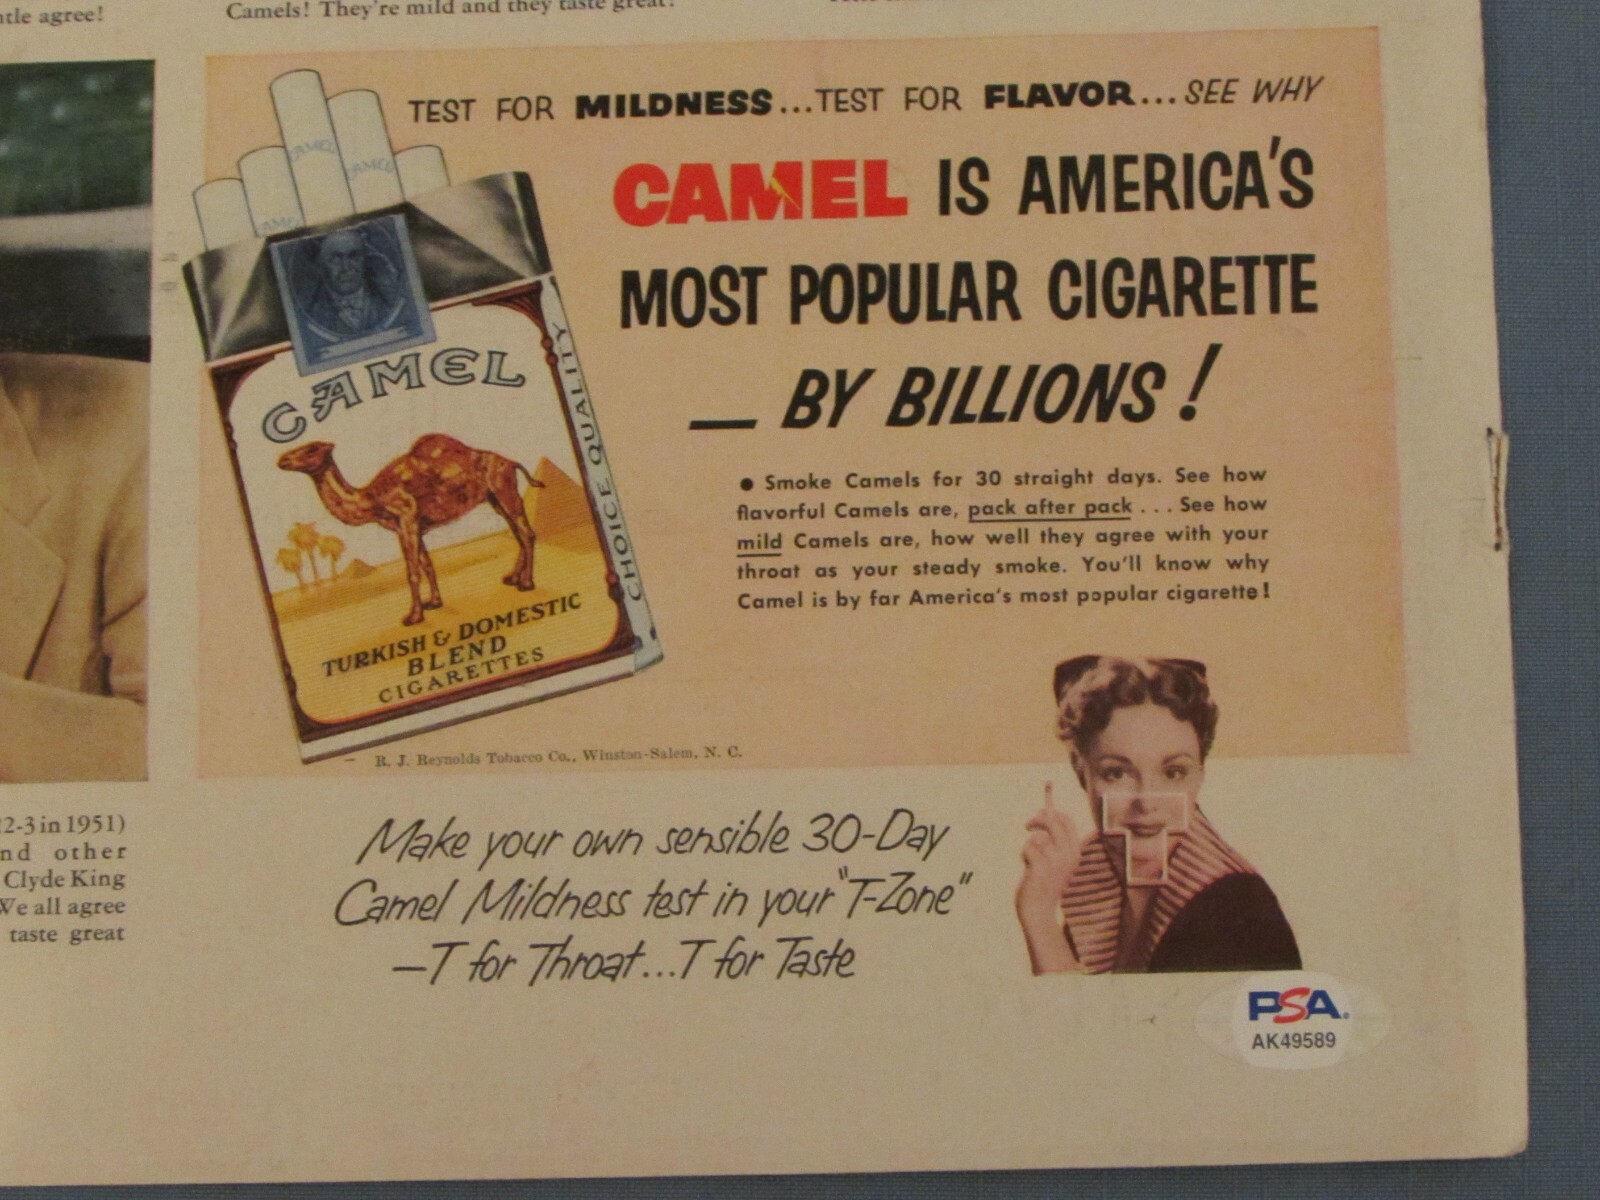 ntle agree!
Camels! They're mild and they taste great!
TEST FOR MILDNESS...TEST FOR FLAVOR...SEE WHY
CAMEL IS AMERICA'S
MOST POPULAR CIGARETTE
— BY BILLIONS!
CAMEL
CAMEL
CAMEL
CAMEL
CHOICE QUALITY
TURKISH & DOMESTIC
BLEND
CIGARETTES
● Smoke Camels for 30 straight days. See how
flavorful Camels are, pack after pack . . . See how
mild Camels are, how well they agree with your
throat as your steady smoke. You'll know why
Camel is by far America's most popular cigarette!
R. J. Reynolds Tobacco Co., Winston-Salem, N. C.
22-3 in 1951)
nd other
Clyde King
We all agree
taste great
Make your own sensible 30-Day
Camel Mildness test in your "T-Zone"
—T for Throat...T for Taste
PSA
AK49589